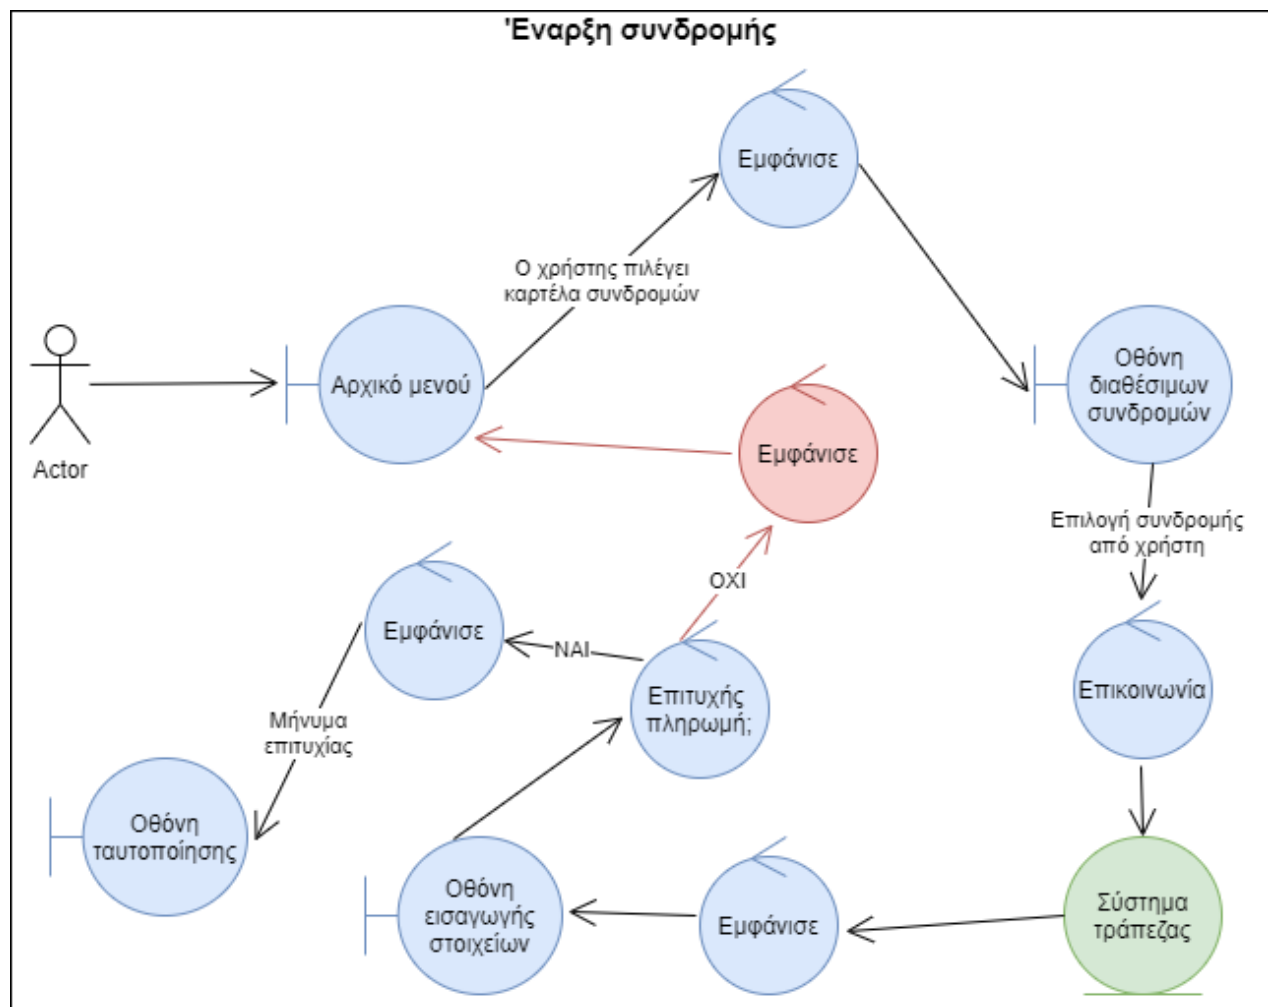 Έναρξη συνδρομής
Εμφάνισε
Ο χρήστης πιλέγει
καρτέλα συνδρομών
Αρχικό μενού
Actor
Οθόνη
διαθέσιμων
συνδρομών
Εμφάνισε
Επιλογή συνδρομής
από χρήστη
ΟΧΙ
Εμφάνισε
ΝΑΙ
Επιτυχής
πληρωμή;
Επικοινωνία
Μήνυμα
επιτυχίας
Οθόνη
ταυτοποίησης
Οθόνη
εισαγωγής
στοιχείων
Εμφάνισε
Σύστημα
τράπεζας